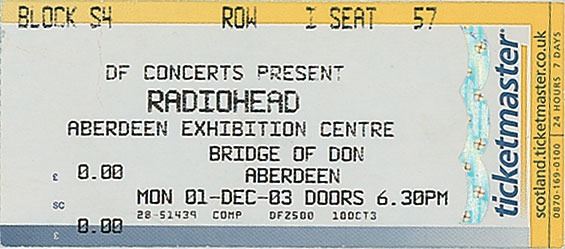 BLOCK S4 ROW I SEAT 57
DF CONCERTS PRESENT
RADIOHEAD
ABERDEEN EXHIBITION CENTRE
BRIDGE OF DON
£ 0.00 ABERDEEN
SC MON 01-DEC-03 DOORS 6.30PM
£ 0.00 28-51439 COMP DFZ500 10OCT3
ticketmaster
scotland.ticketmaster.co.uk
0870-169-0100 24 HOURS 7 DAYS